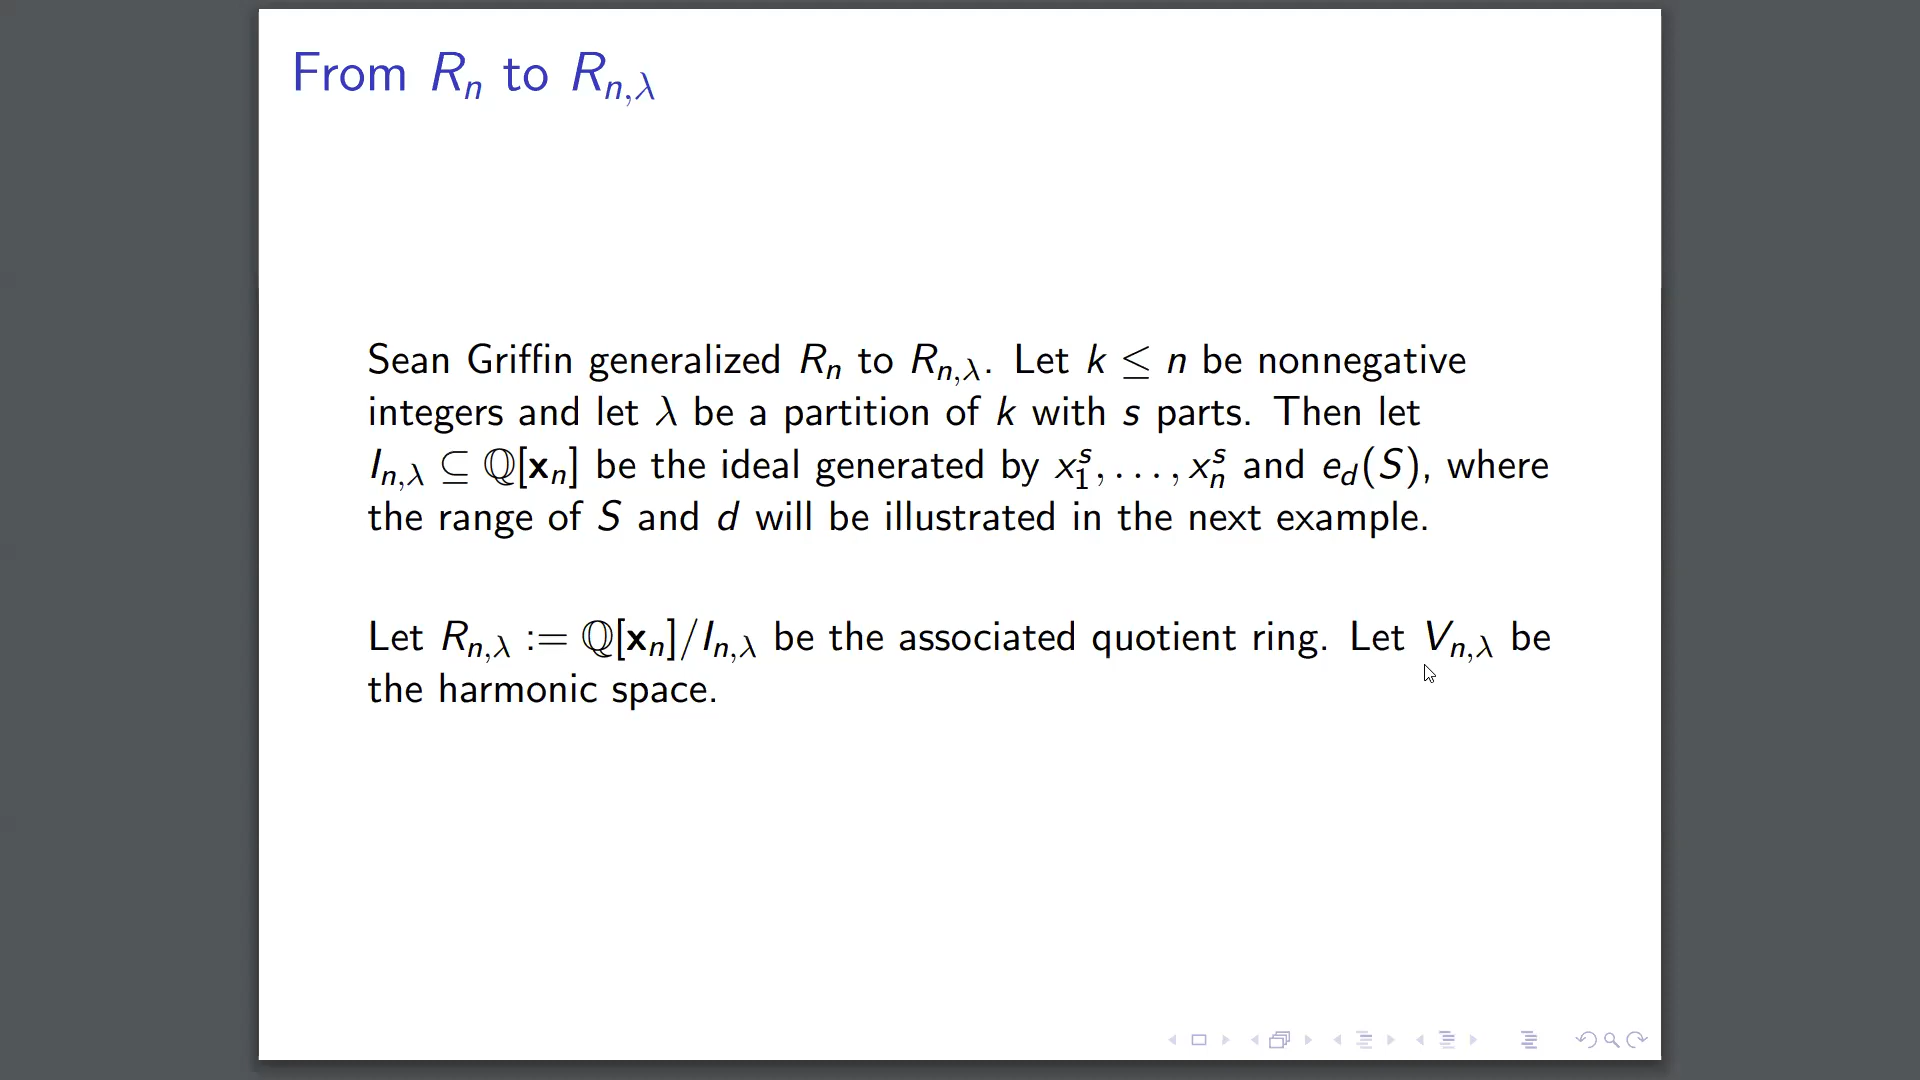 From Rₙ to Rₙ,λ
Sean Griffin generalized Rₙ to Rₙ,λ. Let k ≤ n be nonnegative
integers and let λ be a partition of k with s parts. Then let
Iₙ,λ ⊆ ℚ[𝐱ₙ] be the ideal generated by x₁ˢ, . . . , xₙˢ and e_d(S), where
the range of S and d will be illustrated in the next example.
Let Rₙ,λ := ℚ[𝐱ₙ]/Iₙ,λ be the associated quotient ring. Let Vₙ,λ be
the harmonic space.